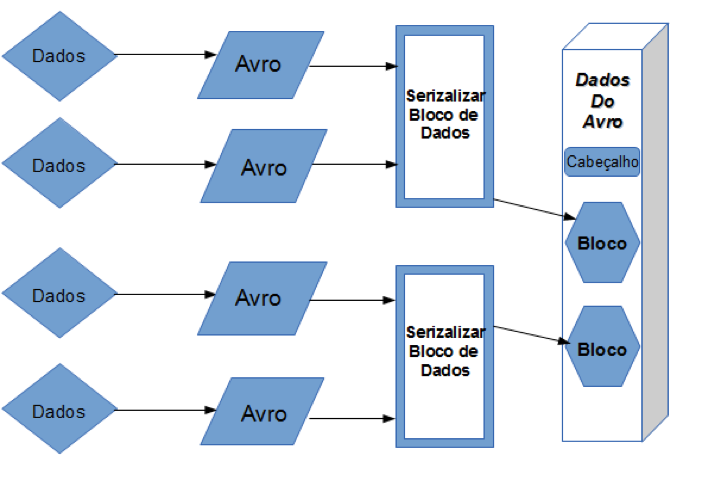 Dados
Avro
Dados
Avro
Serizalizar
Bloco de
Dados
Dados
Avro
Dados
Avro
Serizalizar
Bloco de
Dados
Dados
Do
Avro
Cabeçalho
Bloco
Bloco